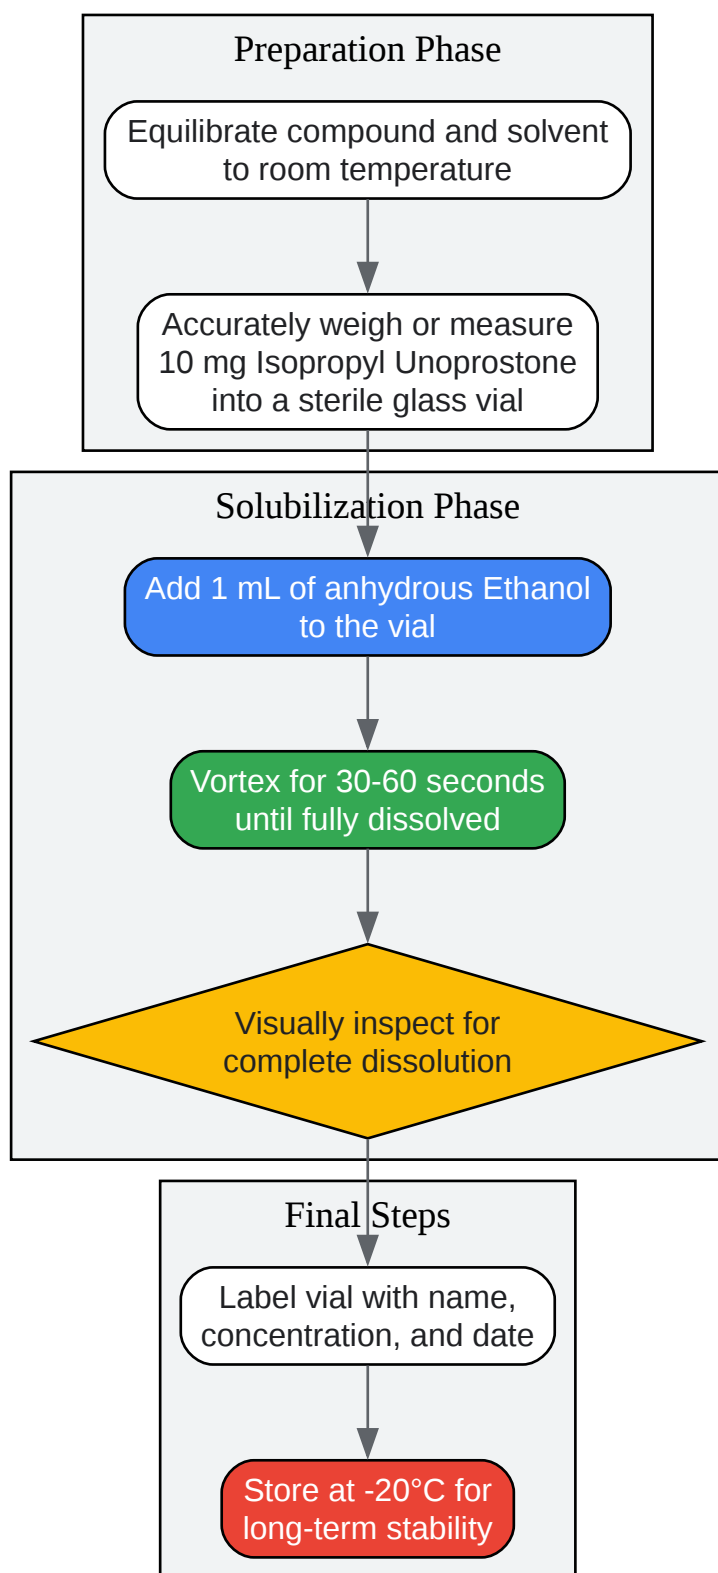 Preparation Phase
Equilibrate compound and solvent
to room temperature
Accurately weigh or measure
10 mg Isopropyl Unoprostone
into a sterile glass vial
Solubilization Phase
Add 1 mL of anhydrous Ethanol
to the vial
Vortex for 30-60 seconds
until fully dissolved
Visually inspect for
complete dissolution
Final Steps
Label vial with name,
concentration, and date
Store at -20°C for
long-term stability